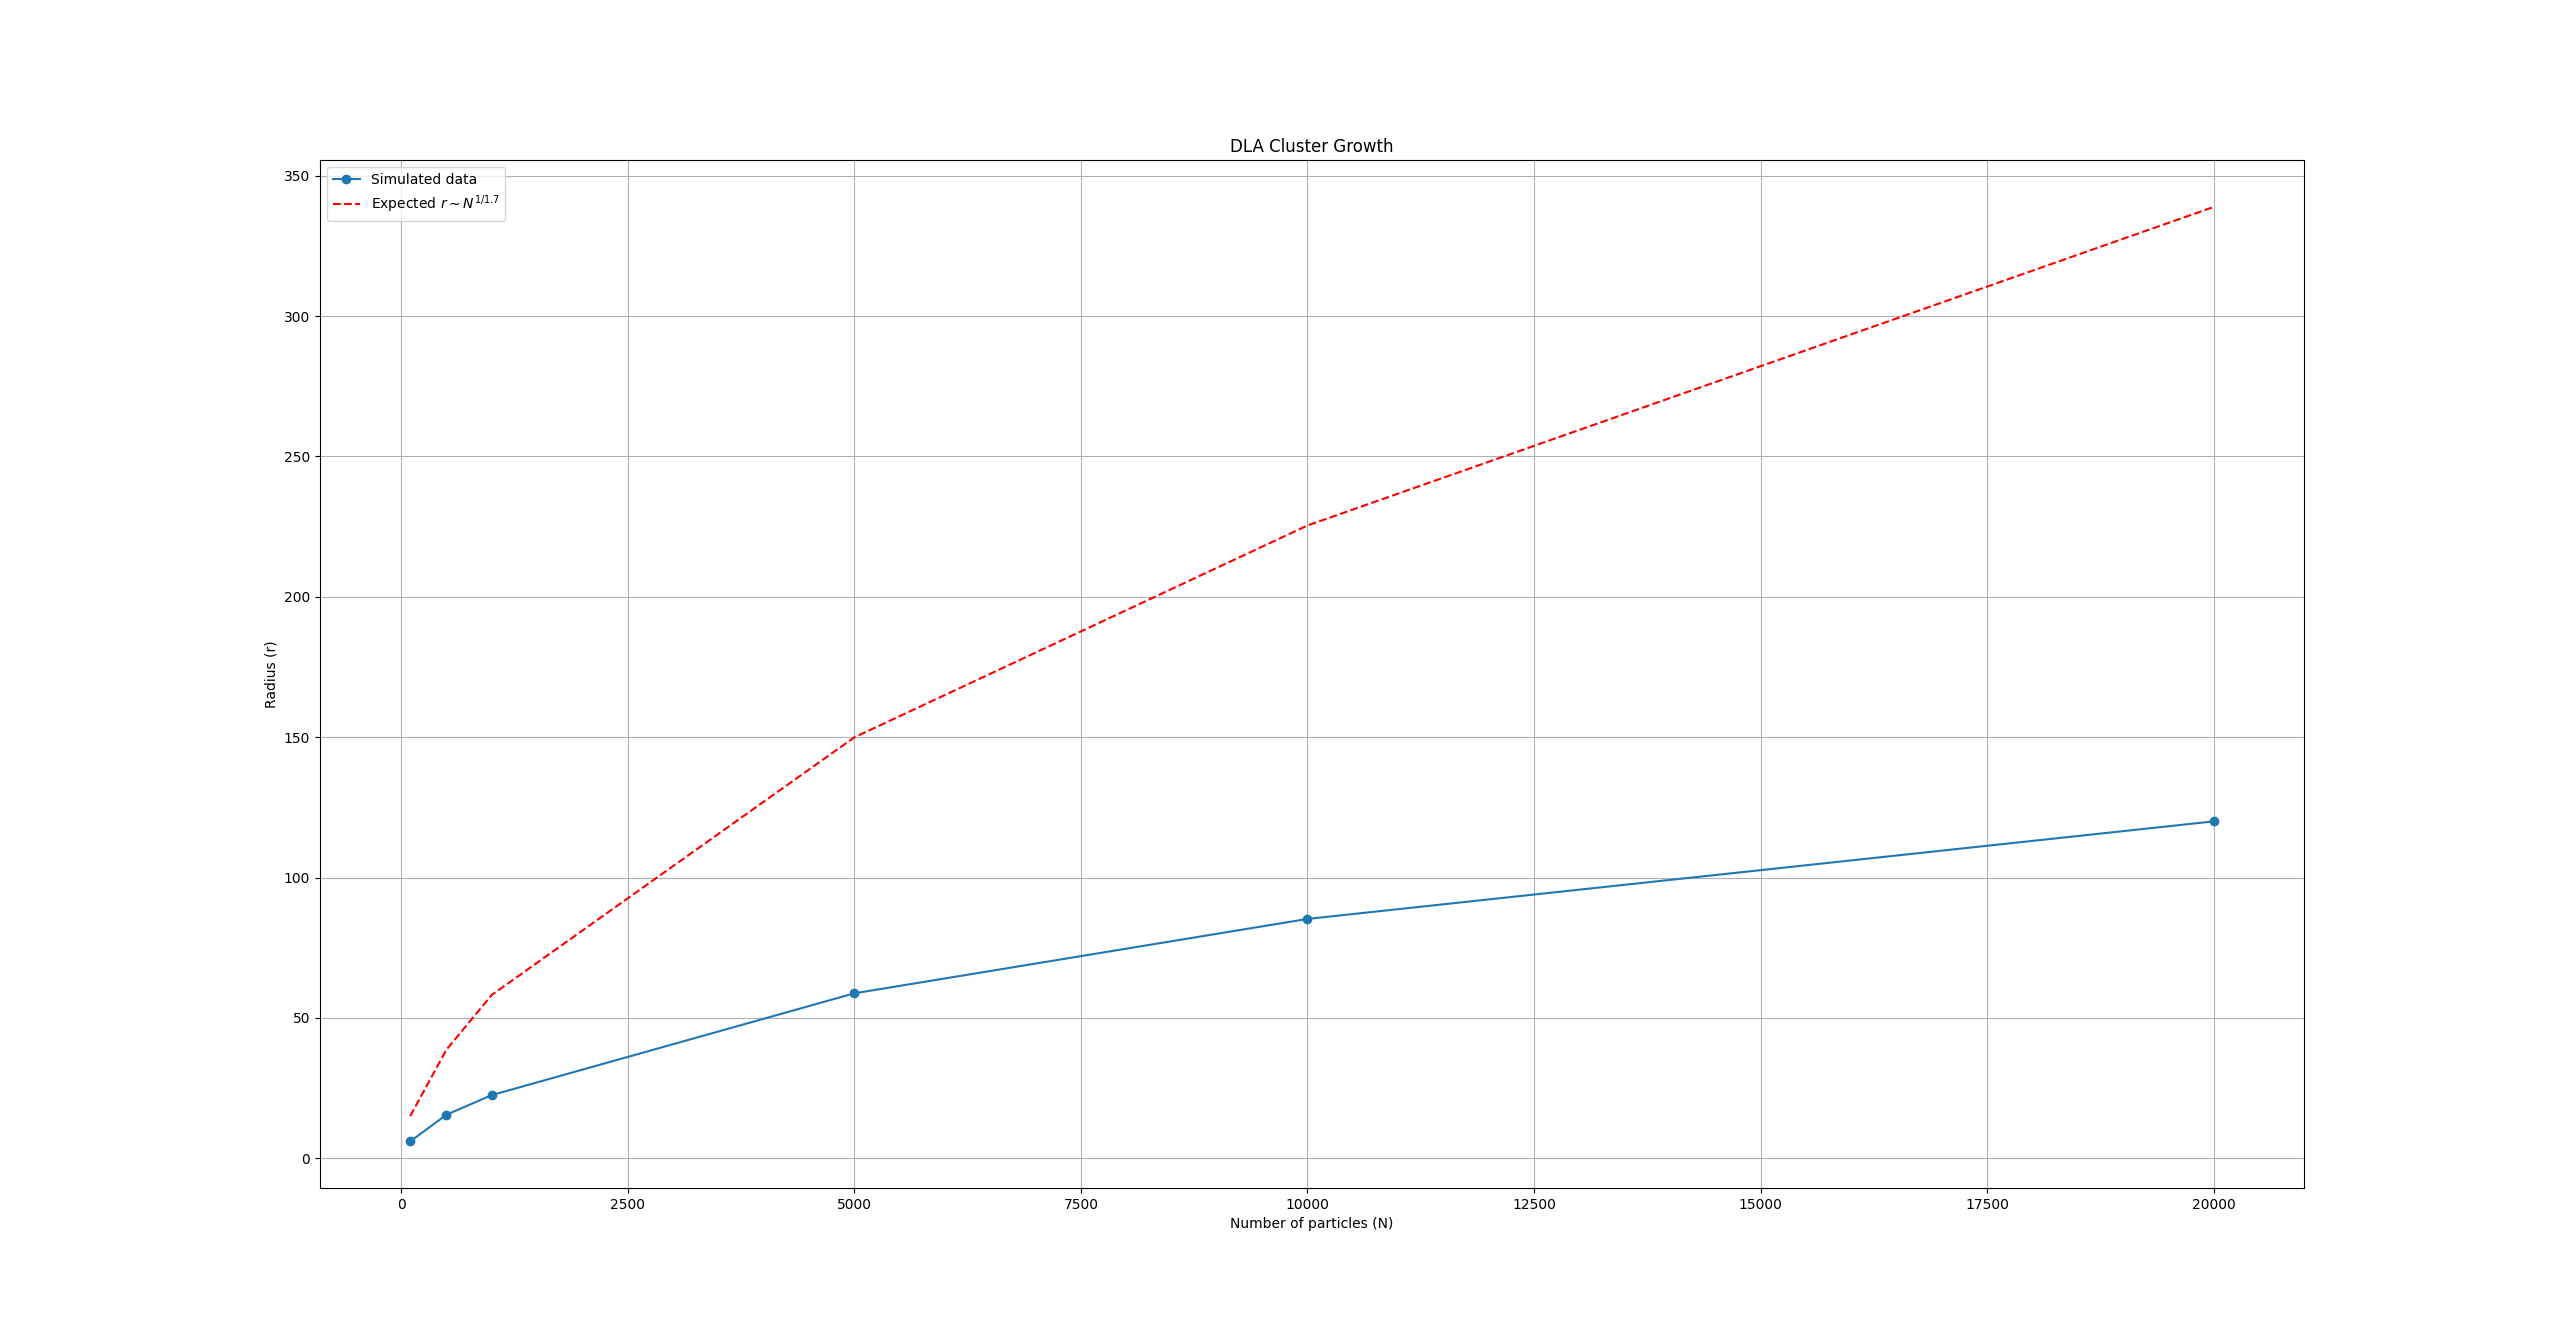 DLA Cluster Growth
Simulated data
Expected r ∼ N^{1/1.7}
350
300
250
200
150
100
50
0
Radius (r)
0 2500 5000 7500 10000 12500 15000 17500 20000
Number of particles (N)